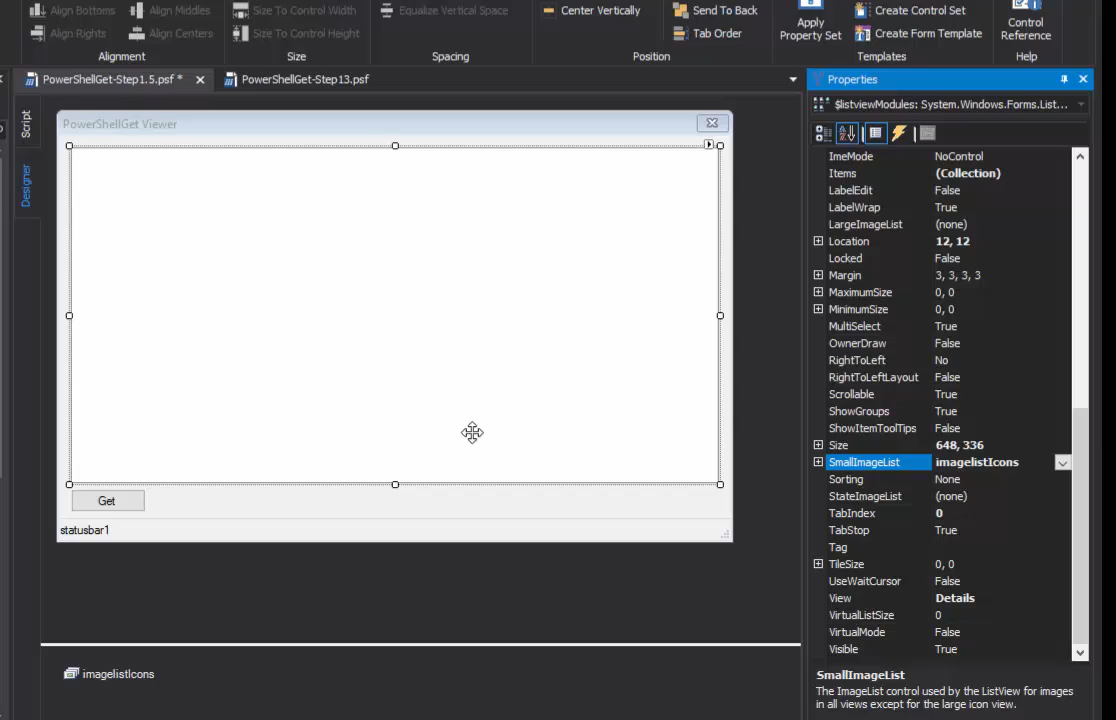 Align Bottoms
Align Middles
Size To Control Width
Equalize Vertical Space
Center Vertically
Send To Back
Apply
Property Set
Create Control Set
Control
Reference
Align Rights
Align Centers
Size To Control Height
Tab Order
Create Form Template
Alignment
Size
Spacing
Position
Templates
Help
PowerShellGet-Step1.5.psf *
PowerShellGet-Step13.psf
Properties
Script
Designer
PowerShellGet Viewer
Get
statusbar1
imagelistIcons
$listviewModules: System.Windows.Forms.List...
ImeMode NoControl
Items (Collection)
LabelEdit False
LabelWrap True
LargeImageList (none)
Location 12, 12
Locked False
Margin 3, 3, 3, 3
MaximumSize 0, 0
MinimumSize 0, 0
MultiSelect True
OwnerDraw False
RightToLeft No
RightToLeftLayout False
Scrollable True
ShowGroups True
ShowItemToolTips False
Size 648, 336
SmallImageList imagelistIcons
Sorting None
StateImageList (none)
TabIndex 0
TabStop True
Tag
TileSize 0, 0
UseWaitCursor False
View Details
VirtualListSize 0
VirtualMode False
Visible True
SmallImageList
The ImageList control used by the ListView for images
in all views except for the large icon view.